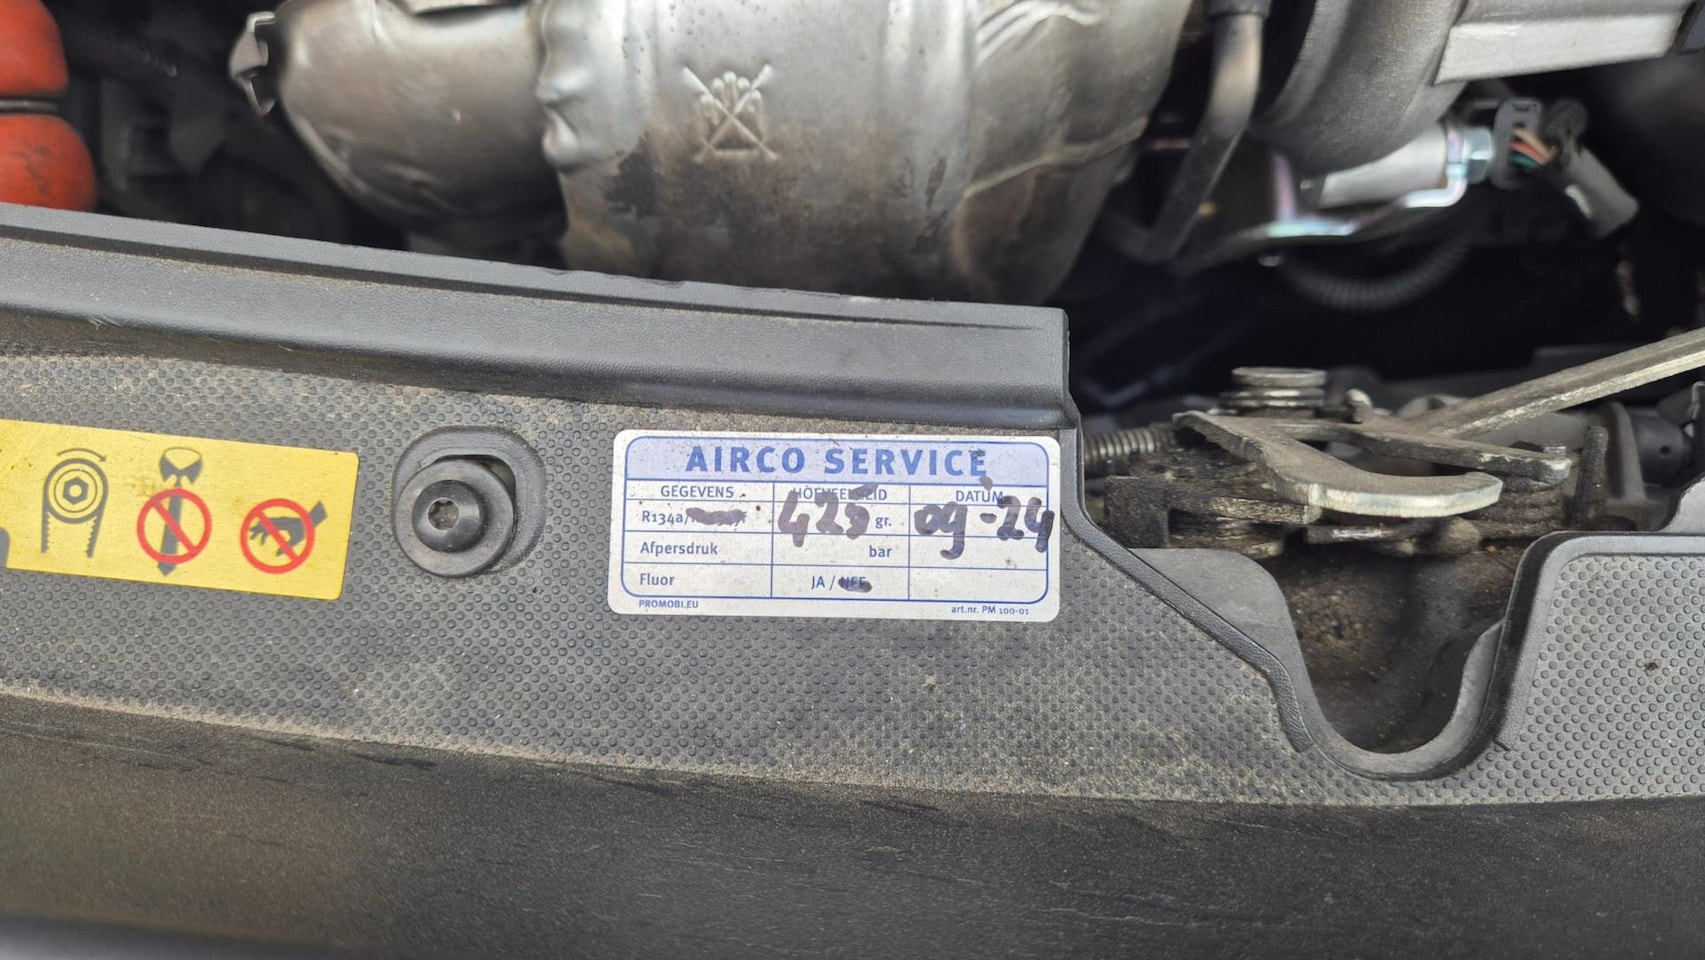 AIRCO SERVICE
GEGEVENS HOEVEELHEID DATUM
R134a/ 425 gr. 09-24
Afpersdruk bar
Fluor JA / NEE
PROMOBI.EU art.nr. PM 100-01